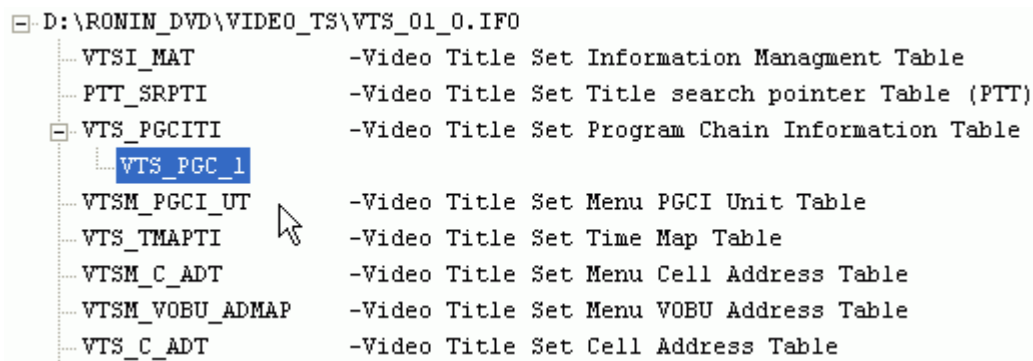 D:\RONIN_DVD\VIDEO_TS\VTS_01_0.IFO
VTSI_MAT -Video Title Set Information Managment Table
PTT_SRPTI -Video Title Set Title search pointer Table (PTT)
VTS_PGCITI -Video Title Set Program Chain Information Table
VTS_PGC_1
VTSM_PGCI_UT -Video Title Set Menu PGCI Unit Table
VTS_TMAPTI -Video Title Set Time Map Table
VTSM_C_ADT -Video Title Set Menu Cell Address Table
VTSM_VOBU_ADMAP -Video Title Set Menu VOBU Address Table
VTS_C_ADT -Video Title Set Cell Address Table